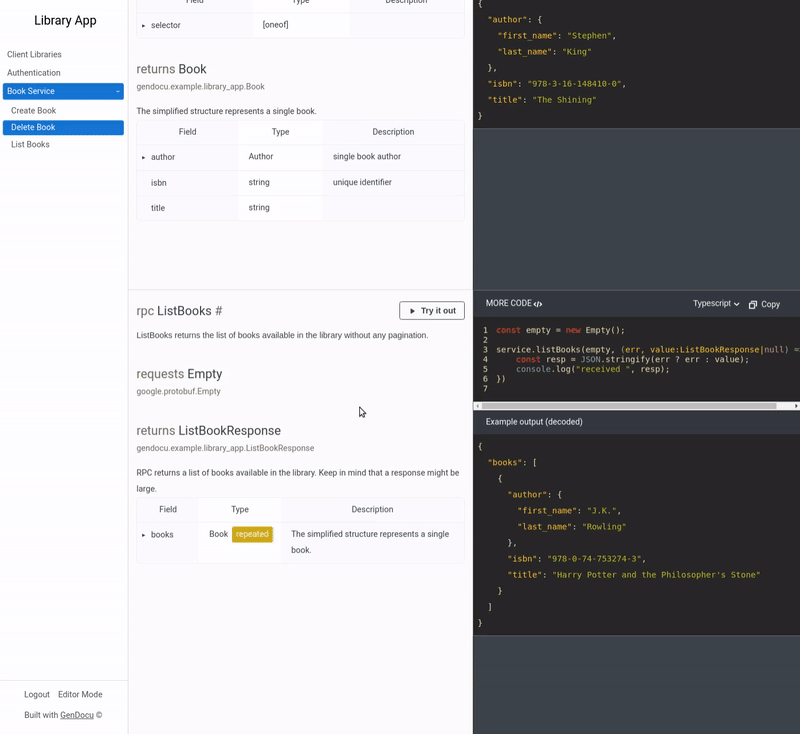 Library App
Client Libraries
Authentication
Book Service
Create Book
Delete Book
List Books
Logout Editor Mode
Built with GenDocu ©
Field Type Description
selector [oneof]
returns Book
gendocu.example.library_app.Book
The simplified structure represents a single book.
Field Type Description
author Author single book author
isbn string unique identifier
title string
rpc ListBooks #
Try it out
ListBooks returns the list of books available in the library without any pagination.
requests Empty
google.protobuf.Empty
returns ListBookResponse
gendocu.example.library_app.ListBookResponse
RPC returns a list of books available in the library. Keep in mind that a response might be
large.
Field Type Description
books Book repeated The simplified structure represents a single
book.
{
"author": {
"first_name": "Stephen",
"last_name": "King"
},
"isbn": "978-3-16-148410-0",
"title": "The Shining"
}
MORE CODE </> Typescript Copy
1 const empty = new Empty();
2
3 service.listBooks(empty, (err, value:ListBookResponse|null) =
4 const resp = JSON.stringify(err ? err : value);
5 console.log("received ", resp);
6 })
7
Example output (decoded)
{
"books": [
{
"author": {
"first_name": "J.K.",
"last_name": "Rowling"
},
"isbn": "978-0-74-753274-3",
"title": "Harry Potter and the Philosopher's Stone"
}
]
}